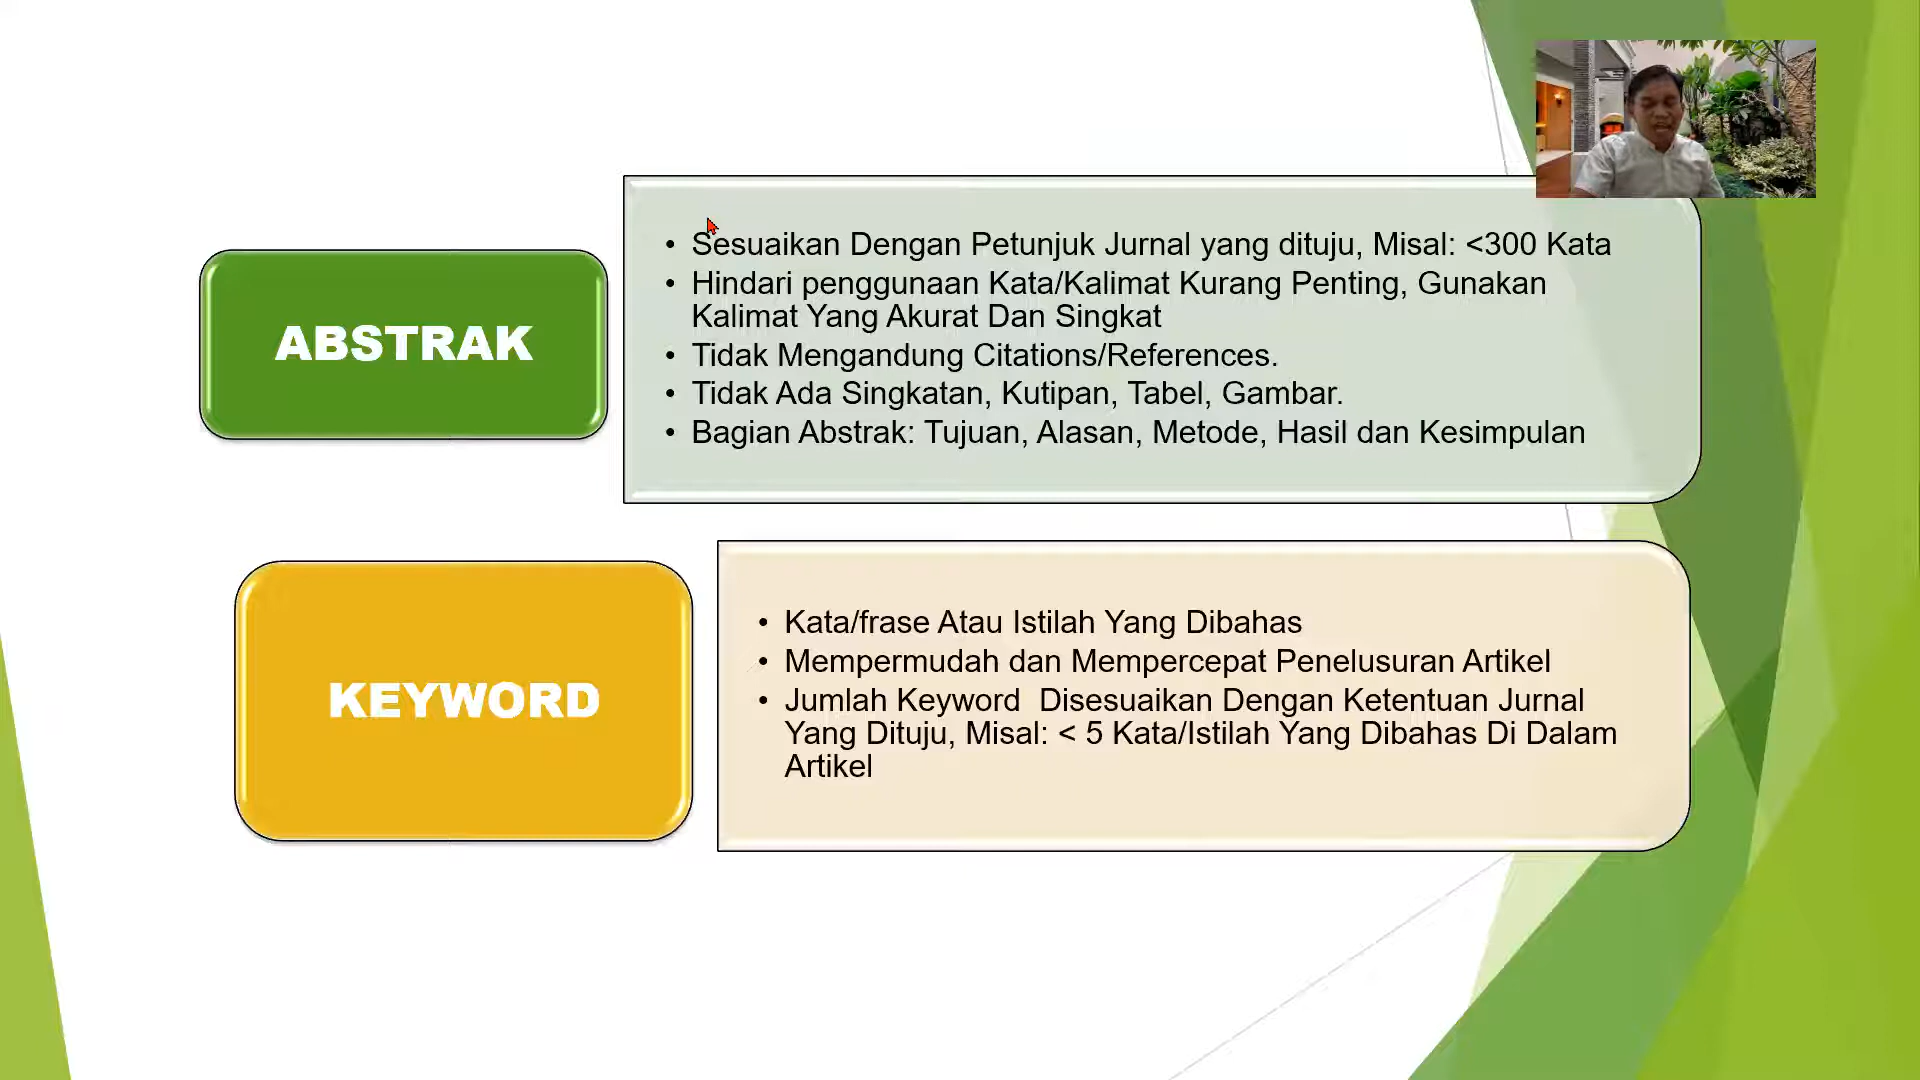 ABSTRAK
• Sesuaikan Dengan Petunjuk Jurnal yang dituju, Misal: <300 Kata
• Hindari penggunaan Kata/Kalimat Kurang Penting, Gunakan
Kalimat Yang Akurat Dan Singkat
• Tidak Mengandung Citations/References.
• Tidak Ada Singkatan, Kutipan, Tabel, Gambar.
• Bagian Abstrak: Tujuan, Alasan, Metode, Hasil dan Kesimpulan
KEYWORD
• Kata/frase Atau Istilah Yang Dibahas
• Mempermudah dan Mempercepat Penelusuran Artikel
• Jumlah Keyword  Disesuaikan Dengan Ketentuan Jurnal
Yang Dituju, Misal: < 5 Kata/Istilah Yang Dibahas Di Dalam
Artikel